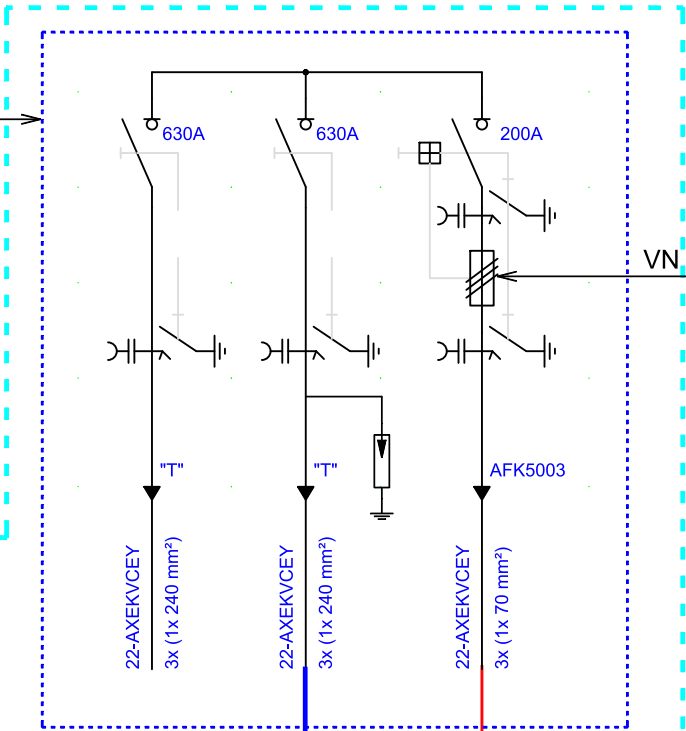 630A
630A
200A
VN
"T"
"T"
AFK5003
22-AXEKVCEY
3x (1x 240 mm²)
22-AXEKVCEY
3x (1x 240 mm²)
22-AXEKVCEY
3x (1x 70 mm²)